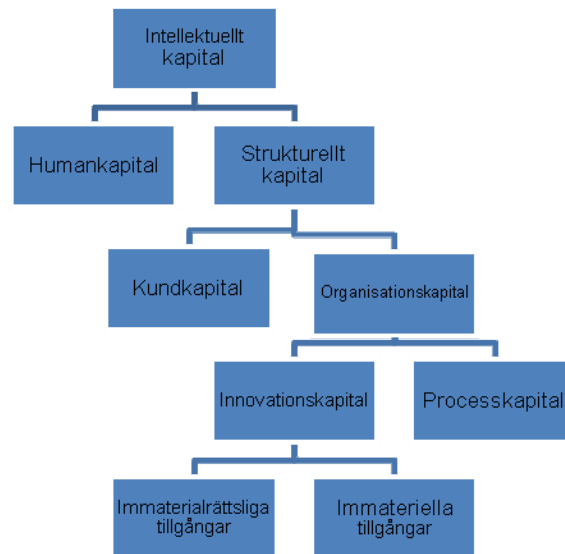 Intellektuellt
kapital
Humankapital
Strukturellt
kapital
Kundkapital
Organisationskapital
Innovationskapital
Processkapital
Immaterialrättsliga
tillgångar
Immateriella
tillgångar